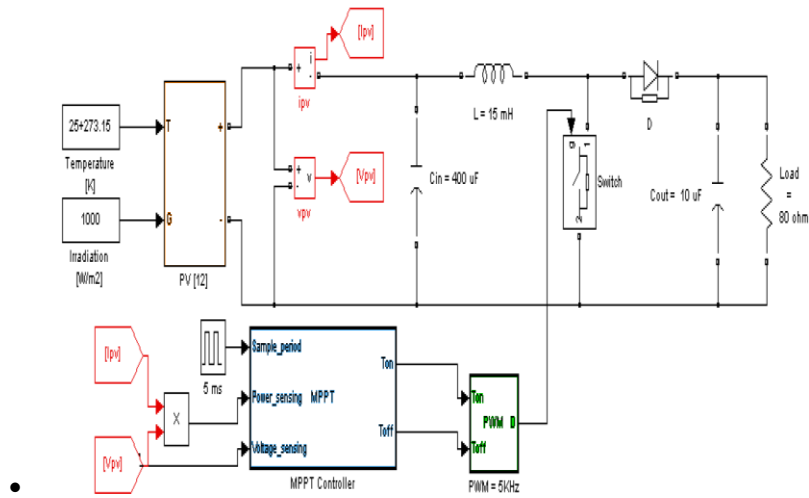 [Ipv]
i
+
-
ipv
L = 15 mH
D
25+273.15
T
+
Temperature
[K]
+
v
-
[Vpv]
vpv
Cin = 400 uF
g
1
2
Switch
Cout = 10 uF
Load
=
80 ohm
1000
G
-
Irradiation
[W/m2]
PV [12]
[Ipv]
5 ms
Sample_period
Ton
X
Power_sensing
MPPT
Ton
PWM D
[Vpv]
Voltage_sensing
Toff
Toff
MPPT Controller
PWM = 5KHz